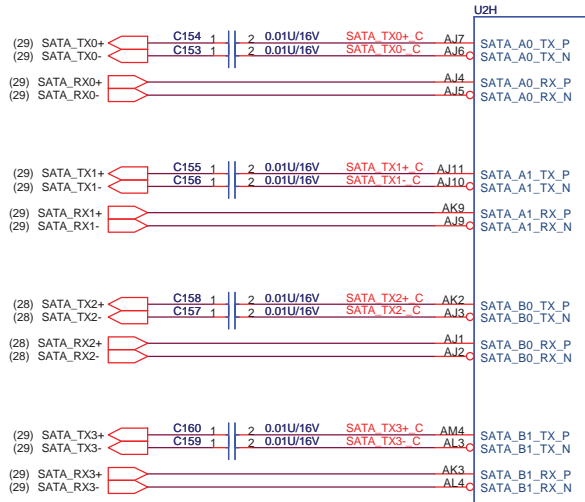 U2H
(29) SATA_TX0+ C154 1 2 0.01U/16V SATA_TX0+_C AJ7 SATA_A0_TX_P
(29) SATA_TX0- C153 1 2 0.01U/16V SATA_TX0-_C AJ6 SATA_A0_TX_N
(29) SATA_RX0+ AJ4 SATA_A0_RX_P
(29) SATA_RX0- AJ5 SATA_A0_RX_N
(29) SATA_TX1+ C155 1 2 0.01U/16V SATA_TX1+_C AJ11 SATA_A1_TX_P
(29) SATA_TX1- C156 1 2 0.01U/16V SATA_TX1-_C AJ10 SATA_A1_TX_N
(29) SATA_RX1+ AK9 SATA_A1_RX_P
(29) SATA_RX1- AJ9 SATA_A1_RX_N
(28) SATA_TX2+ C158 1 2 0.01U/16V SATA_TX2+_C AK2 SATA_B0_TX_P
(28) SATA_TX2- C157 1 2 0.01U/16V SATA_TX2-_C AJ3 SATA_B0_TX_N
(28) SATA_RX2+ AJ1 SATA_B0_RX_P
(28) SATA_RX2- AJ2 SATA_B0_RX_N
(29) SATA_TX3+ C160 1 2 0.01U/16V SATA_TX3+_C AM4 SATA_B1_TX_P
(29) SATA_TX3- C159 1 2 0.01U/16V SATA_TX3-_C AL3 SATA_B1_TX_N
(29) SATA_RX3+ AK3 SATA_B1_RX_P
(29) SATA_RX3- AL4 SATA_B1_RX_N